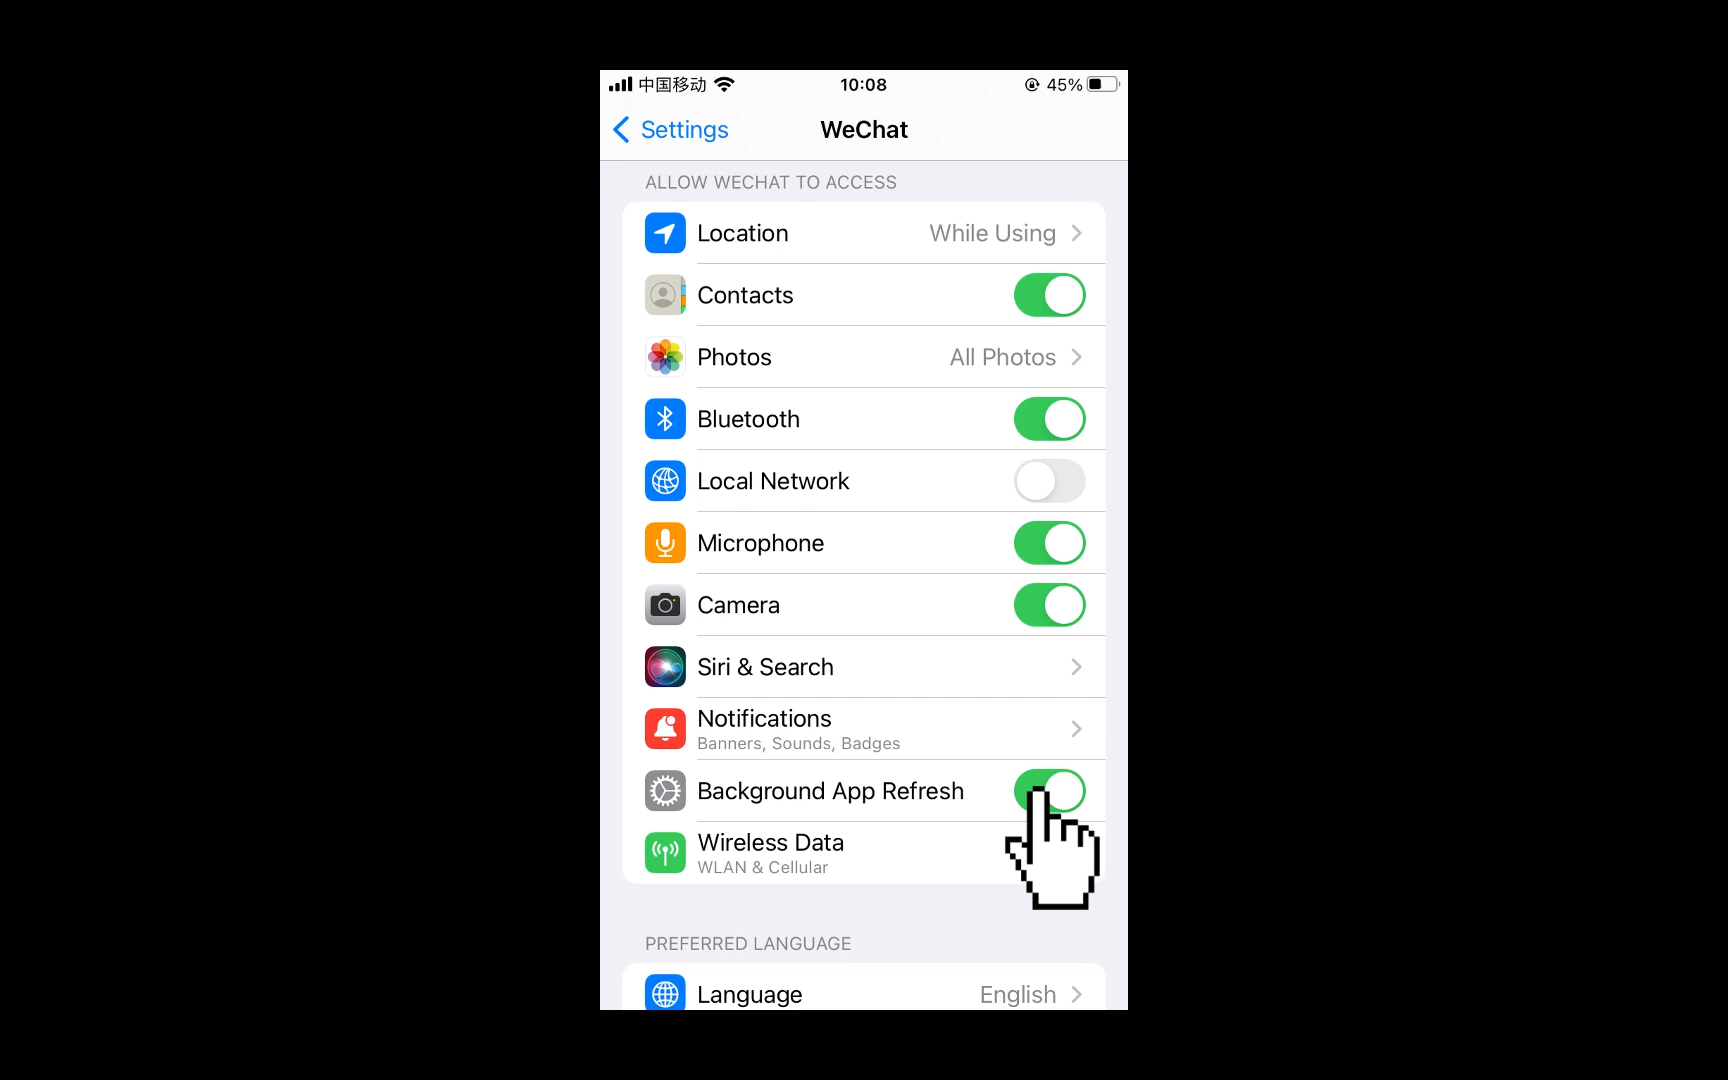 中国移动 10:08 45%
Settings WeChat
ALLOW WECHAT TO ACCESS
Location While Using
Contacts
Photos All Photos
Bluetooth
Local Network
Microphone
Camera
Siri & Search
Notifications
Banners, Sounds, Badges
Background App Refresh
Wireless Data
WLAN & Cellular
PREFERRED LANGUAGE
Language English